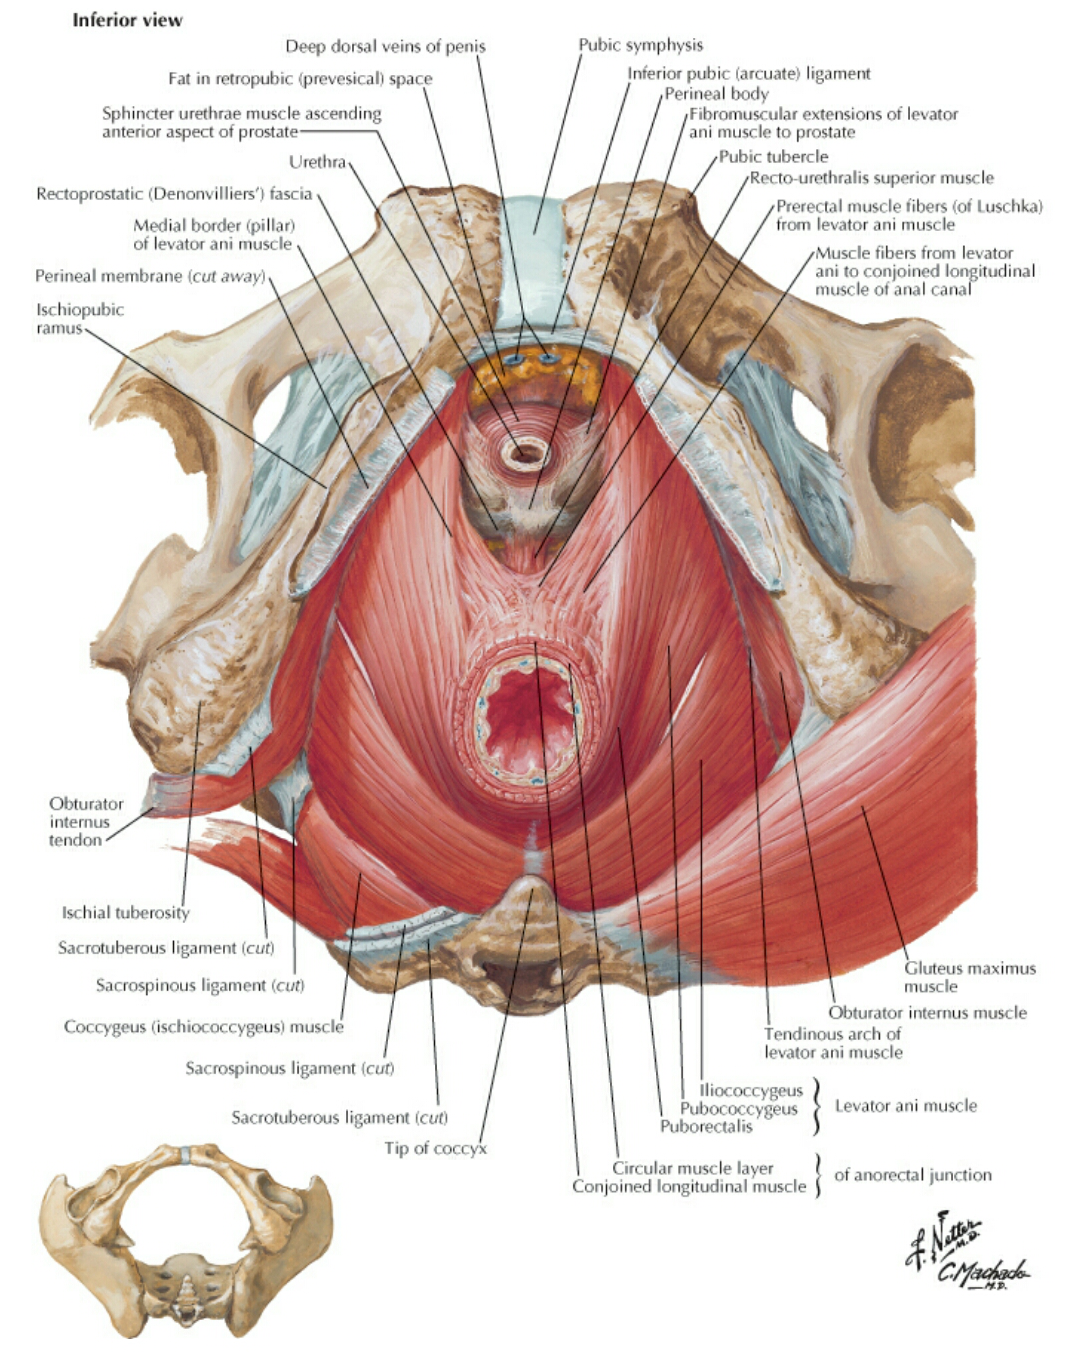 Inferior view
Deep dorsal veins of penis
Fat in retropubic (prevesical) space
Sphincter urethrae muscle ascending
anterior aspect of prostate
Urethra
Rectoprostatic (Denonvilliers') fascia
Medial border (pillar)
of levator ani muscle
Perineal membrane (cut away)
Ischiopubic
ramus
Pubic symphysis
Inferior pubic (arcuate) ligament
Perineal body
Fibromuscular extensions of levator
ani muscle to prostate
Pubic tubercle
Recto-urethralis superior muscle
Prerectal muscle fibers (of Luschka)
from levator ani muscle
Muscle fibers from levator
ani to conjoined longitudinal
muscle of anal canal
Obturator
internus
tendon
Ischial tuberosity
Sacrotuberous ligament (cut)
Sacrospinous ligament (cut)
Coccygeus (ischiococcygeus) muscle
Sacrospinous ligament (cut)
Sacrotuberous ligament (cut)
Tip of coccyx
Gluteus maximus
muscle
Obturator internus muscle
Tendinous arch of
levator ani muscle
Iliococcygeus
Pubococcygeus
Puborectalis
Levator ani muscle
Circular muscle layer
Conjoined longitudinal muscle
of anorectal junction
F. Netter
M.D.
C. Machado
M.D.